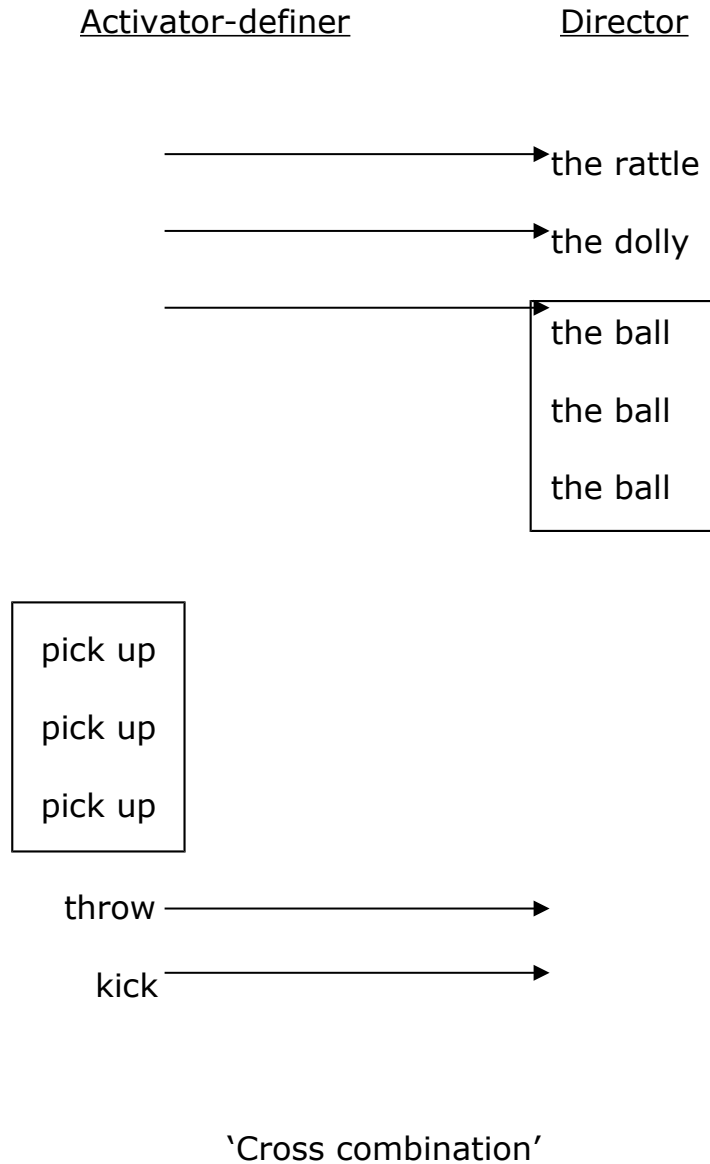 Activator-definer Director
the rattle
the dolly
the ball
the ball
the ball
pick up
pick up
pick up
throw
kick
‘Cross combination’